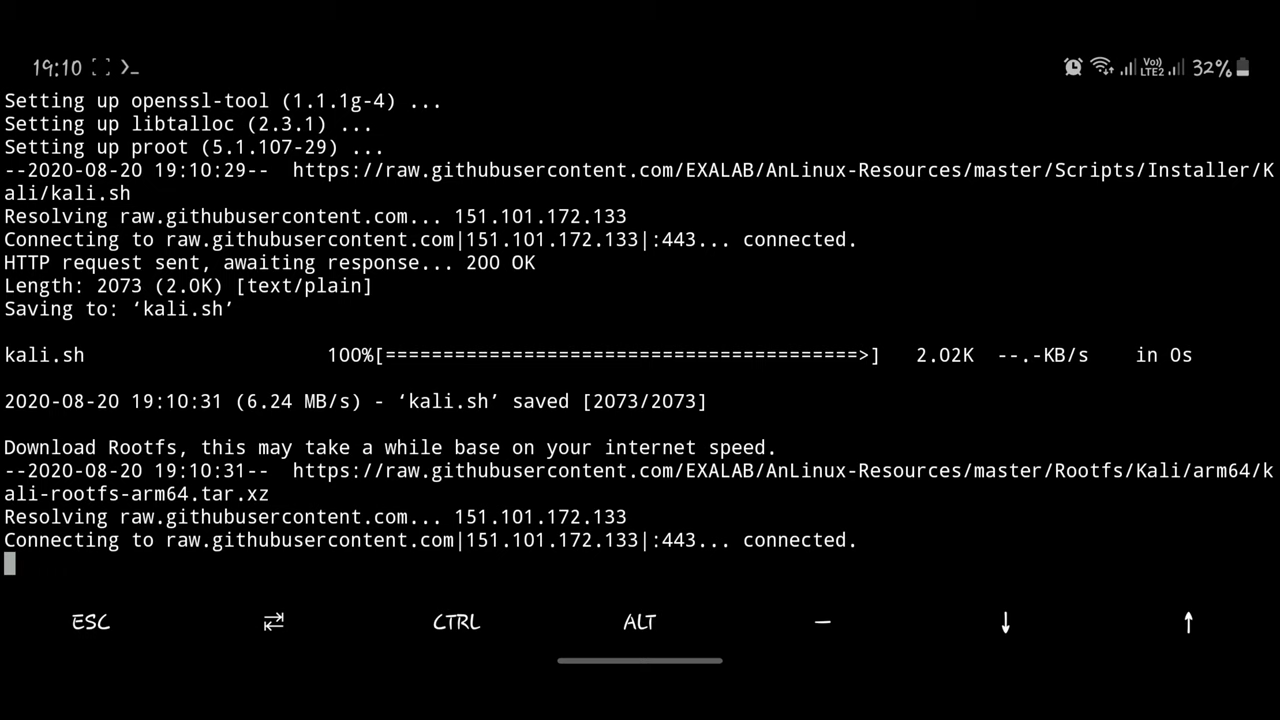 19:10 >_ Vo)) LTE2 32%
Setting up openssl-tool (1.1.1g-4) ...
Setting up libtalloc (2.3.1) ...
Setting up proot (5.1.107-29) ...
--2020-08-20 19:10:29--  https://raw.githubusercontent.com/EXALAB/AnLinux-Resources/master/Scripts/Installer/K
ali/kali.sh
Resolving raw.githubusercontent.com... 151.101.172.133
Connecting to raw.githubusercontent.com|151.101.172.133|:443... connected.
HTTP request sent, awaiting response... 200 OK
Length: 2073 (2.0K) [text/plain]
Saving to: ‘kali.sh’
kali.sh 100%[=========================================>] 2.02K --.-KB/s in 0s
2020-08-20 19:10:31 (6.24 MB/s) - ‘kali.sh’ saved [2073/2073]
Download Rootfs, this may take a while base on your internet speed.
--2020-08-20 19:10:31--  https://raw.githubusercontent.com/EXALAB/AnLinux-Resources/master/Rootfs/Kali/arm64/k
ali-rootfs-arm64.tar.xz
Resolving raw.githubusercontent.com... 151.101.172.133
Connecting to raw.githubusercontent.com|151.101.172.133|:443... connected.
ESC ⇄ CTRL ALT — ↓ ↑